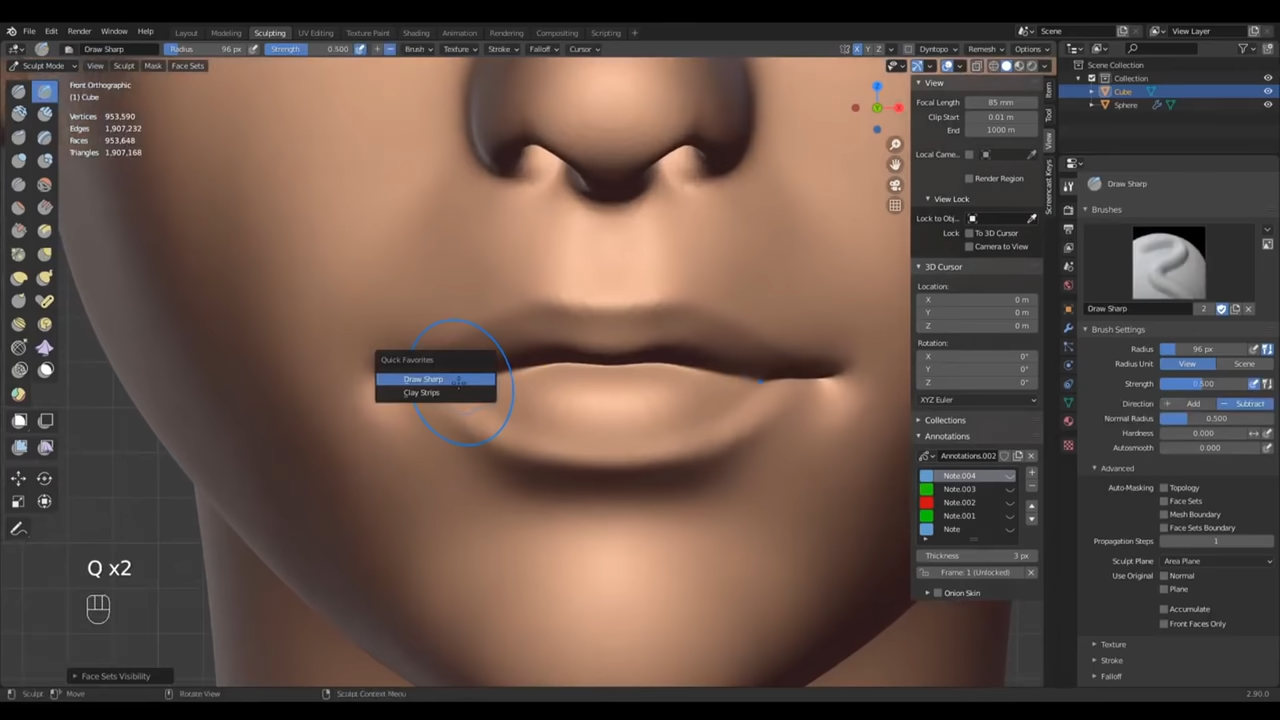 File Edit Render Window Help Layout Modeling Sculpting UV Editing Texture Paint Shading Animation Rendering Compositing Scripting + Scene View Layer
Draw Sharp Radius 96 px Strength 0.500 + − Brush Texture Stroke Falloff Cursor X Y Z Dyntopo Remesh Options
Sculpt Mode View Sculpt Mask Face Sets
Front Orthographic
(1) Cube
Vertices 953,590
Edges 1,907,232
Faces 953,648
Triangles 1,907,168
Quick Favorites
Draw Sharp
Clay Strips
Q x2
Face Sets Visibility
Z
X
Y
View
Focal Length 85 mm
Clip Start 0.01 m
End 1000 m
Local Came...
Render Region
View Lock
Lock to Obj...
Lock To 3D Cursor
Camera to View
3D Cursor
Location:
X 0 m
Y 0 m
Z 0 m
Rotation:
X 0°
Y 0°
Z 0°
XYZ Euler
Collections
Annotations
Annotations.002
Note.004
Note.003
Note.002
Note.001
Note
Thickness 3 px
Frame: 1 (Unlocked)
Onion Skin
Item
Tool
View
Screencast Keys
Scene Collection
Collection
Cube
Sphere
Draw Sharp
Brushes
Draw Sharp 2
Brush Settings
Radius 96 px
View Scene
Strength 0.500
Direction + Add − Subtract
Normal Radius 0.500
Hardness 0.000
Autosmooth 0.000
Advanced
Auto-Masking Topology
Face Sets
Mesh Boundary
Face Sets Boundary
Propagation Steps 1
Sculpt Plane Area Plane
Use Original Normal
Plane
Accumulate
Front Faces Only
Texture
Stroke
Falloff
Sculpt Move Rotate View Sculpt Context Menu 2.90.0